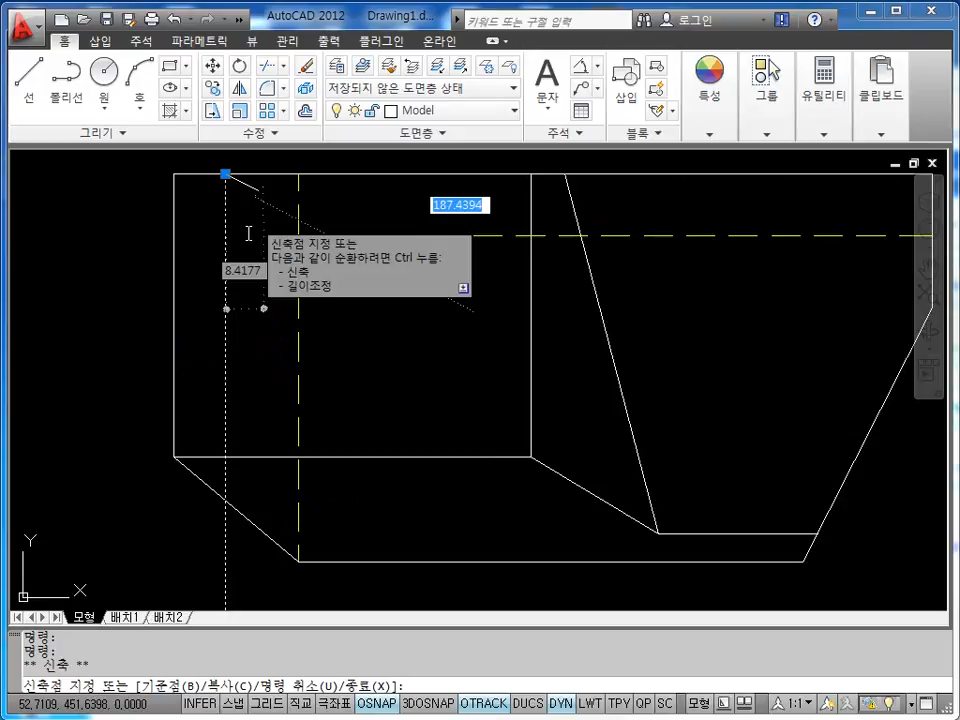 AutoCAD 2012 Drawing1.d... 키워드 또는 구절 입력 로그인
홈 삽입 주석 파라메트릭 뷰 관리 출력 플러그인 온라인
저장되지 않은 도면층 상태
선 폴리선 원 호 문자 삽입 특성 그룹 유틸리티 클립보드
Model
그리기 수정 도면층 주석 블록
187.4394
신축점 지정 또는
다음과 같이 순환하려면 Ctrl 누름:
- 신축
- 길이조정
8.4177
Y
X
모형 배치1 배치2
명령:
명령:
** 신축 **
신축점 지정 또는 [기준점(B)/복사(C)/명령 취소(U)/종료(X)]:
52,7109, 451,6398, 0,0000 INFER 스냅 그리드 직교 극좌표 OSNAP 3DOSNAP OTRACK DUCS DYN LWT TPY QP SC 모형 1:1